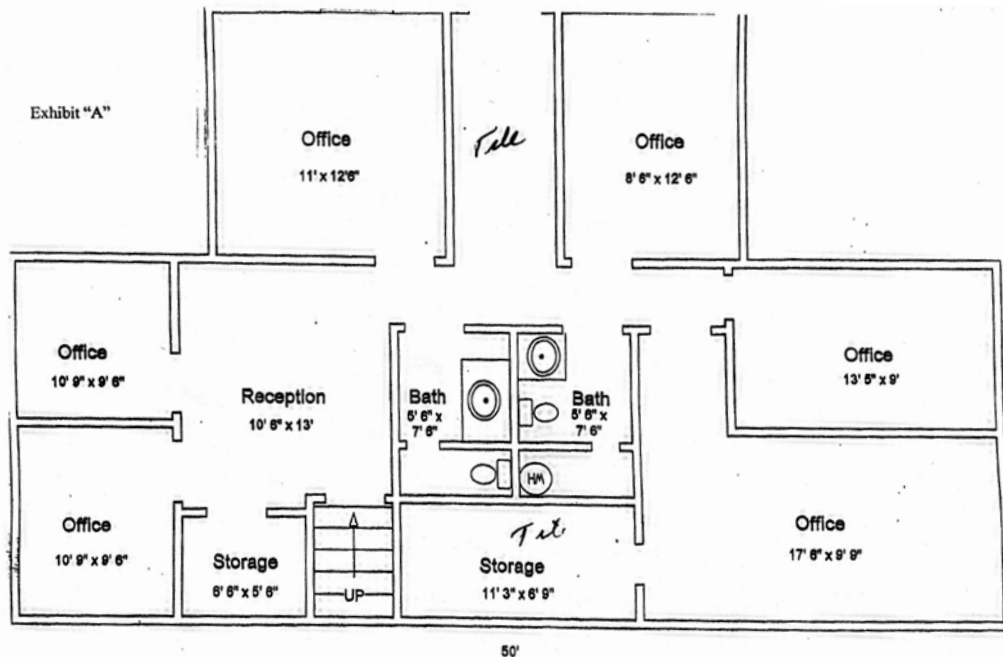 Exhibit "A"
Office
11' x 12'6"
Tile
Office
8' 6" x 12' 6"
Office
10' 9" x 9' 6"
Reception
10' 6" x 13'
Bath
5' 6" x
7' 6"
Bath
5' 6" x
7' 6"
Office
13' 5" x 9'
Office
10' 9" x 9' 6"
Storage
6' 6" x 5' 6"
UP
WH
Storage
11' 3" x 6' 9"
Office
17' 6" x 9' 9"
50'